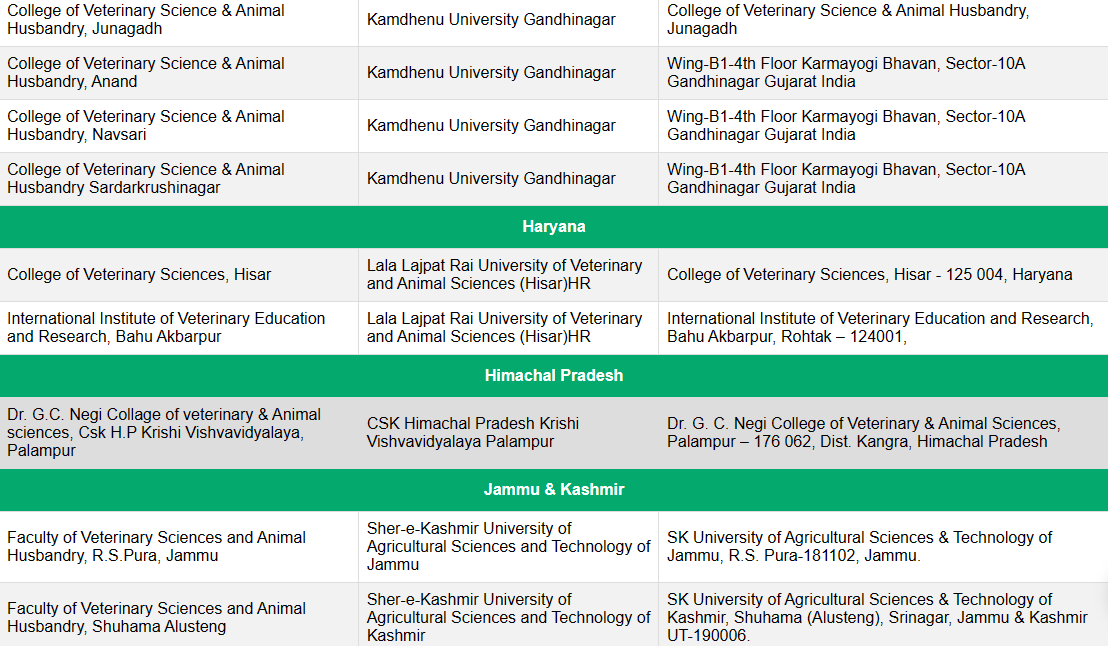 College of Veterinary Science & Animal
Husbandry, Junagadh
Kamdhenu University Gandhinagar
College of Veterinary Science & Animal Husbandry,
Junagadh
College of Veterinary Science & Animal
Husbandry, Anand
Kamdhenu University Gandhinagar
Wing-B1-4th Floor Karmayogi Bhavan, Sector-10A
Gandhinagar Gujarat India
College of Veterinary Science & Animal
Husbandry, Navsari
Kamdhenu University Gandhinagar
Wing-B1-4th Floor Karmayogi Bhavan, Sector-10A
Gandhinagar Gujarat India
College of Veterinary Science & Animal
Husbandry Sardarkrushinagar
Kamdhenu University Gandhinagar
Wing-B1-4th Floor Karmayogi Bhavan, Sector-10A
Gandhinagar Gujarat India
Haryana
College of Veterinary Sciences, Hisar
Lala Lajpat Rai University of Veterinary
and Animal Sciences (Hisar)HR
College of Veterinary Sciences, Hisar - 125 004, Haryana
International Institute of Veterinary Education
and Research, Bahu Akbarpur
Lala Lajpat Rai University of Veterinary
and Animal Sciences (Hisar)HR
International Institute of Veterinary Education and Research,
Bahu Akbarpur, Rohtak – 124001,
Himachal Pradesh
Dr. G.C. Negi Collage of veterinary & Animal
sciences, Csk H.P Krishi Vishvavidyalaya,
Palampur
CSK Himachal Pradesh Krishi
Vishvavidyalaya Palampur
Dr. G. C. Negi College of Veterinary & Animal Sciences,
Palampur – 176 062, Dist. Kangra, Himachal Pradesh
Jammu & Kashmir
Faculty of Veterinary Sciences and Animal
Husbandry, R.S.Pura, Jammu
Sher-e-Kashmir University of
Agricultural Sciences and Technology of
Jammu
SK University of Agricultural Sciences & Technology of
Jammu, R.S. Pura-181102, Jammu.
Faculty of Veterinary Sciences and Animal
Husbandry, Shuhama Alusteng
Sher-e-Kashmir University of
Agricultural Sciences and Technology of
Kashmir
SK University of Agricultural Sciences & Technology of
Kashmir, Shuhama (Alusteng), Srinagar, Jammu & Kashmir
UT-190006.